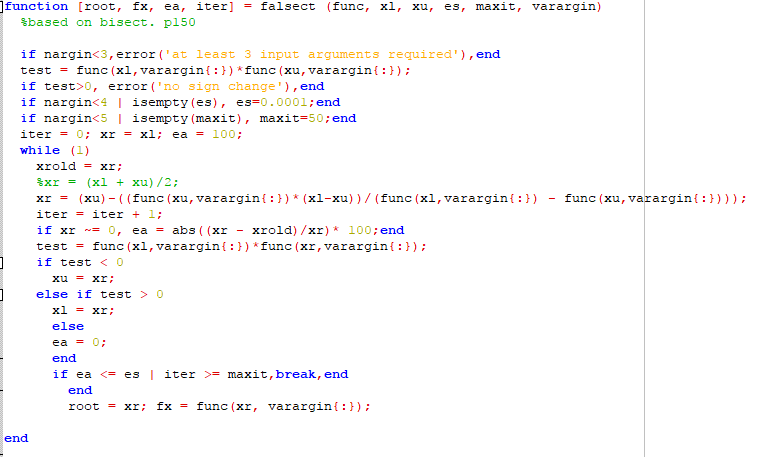 function [root, fx, ea, iter] = falsect (func, xl, xu, es, maxit, varargin)
%based on bisect. p150
if nargin<3,error('at least 3 input arguments required'),end
test = func(xl,varargin{:})*func(xu,varargin{:});
if test>0, error('no sign change'),end
if nargin<4 | isempty(es), es=0.0001;end
if nargin<5 | isempty(maxit), maxit=50;end
iter = 0; xr = xl; ea = 100;
while (1)
xrold = xr;
%xr = (xl + xu)/2;
xr = (xu)-((func(xu,varargin{:})*(xl-xu))/(func(xl,varargin{:}) - func(xu,varargin{:})));
iter = iter + 1;
if xr ~= 0, ea = abs((xr - xrold)/xr)* 100;end
test = func(xl,varargin{:})*func(xr,varargin{:});
if test < 0
xu = xr;
else if test > 0
xl = xr;
else
ea = 0;
end
if ea <= es | iter >= maxit,break,end
end
root = xr; fx = func(xr, varargin{:});
end